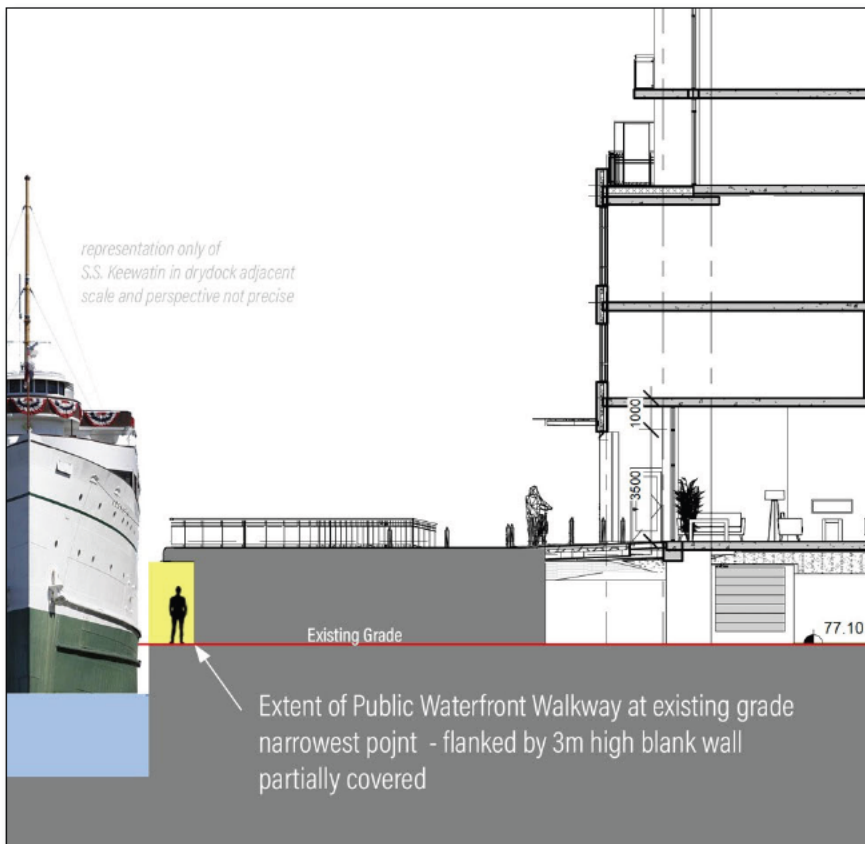 representation only of
S.S. Keewatin in drydock adjacent
scale and perspective not precise
1000
3500
Existing Grade
77.10
Extent of Public Waterfront Walkway at existing grade
narrowest pojnt - flanked by 3m high blank wall
partially covered